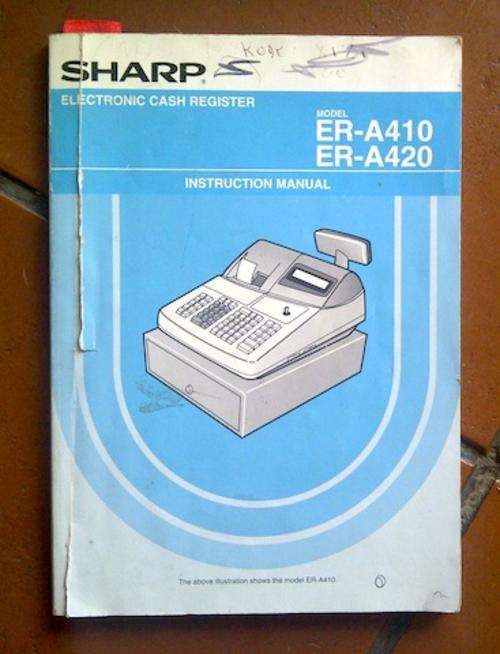 SHARP
ELECTRONIC CASH REGISTER
MODEL
ER-A410
ER-A420
INSTRUCTION MANUAL
The above illustration shows the model ER-A410.